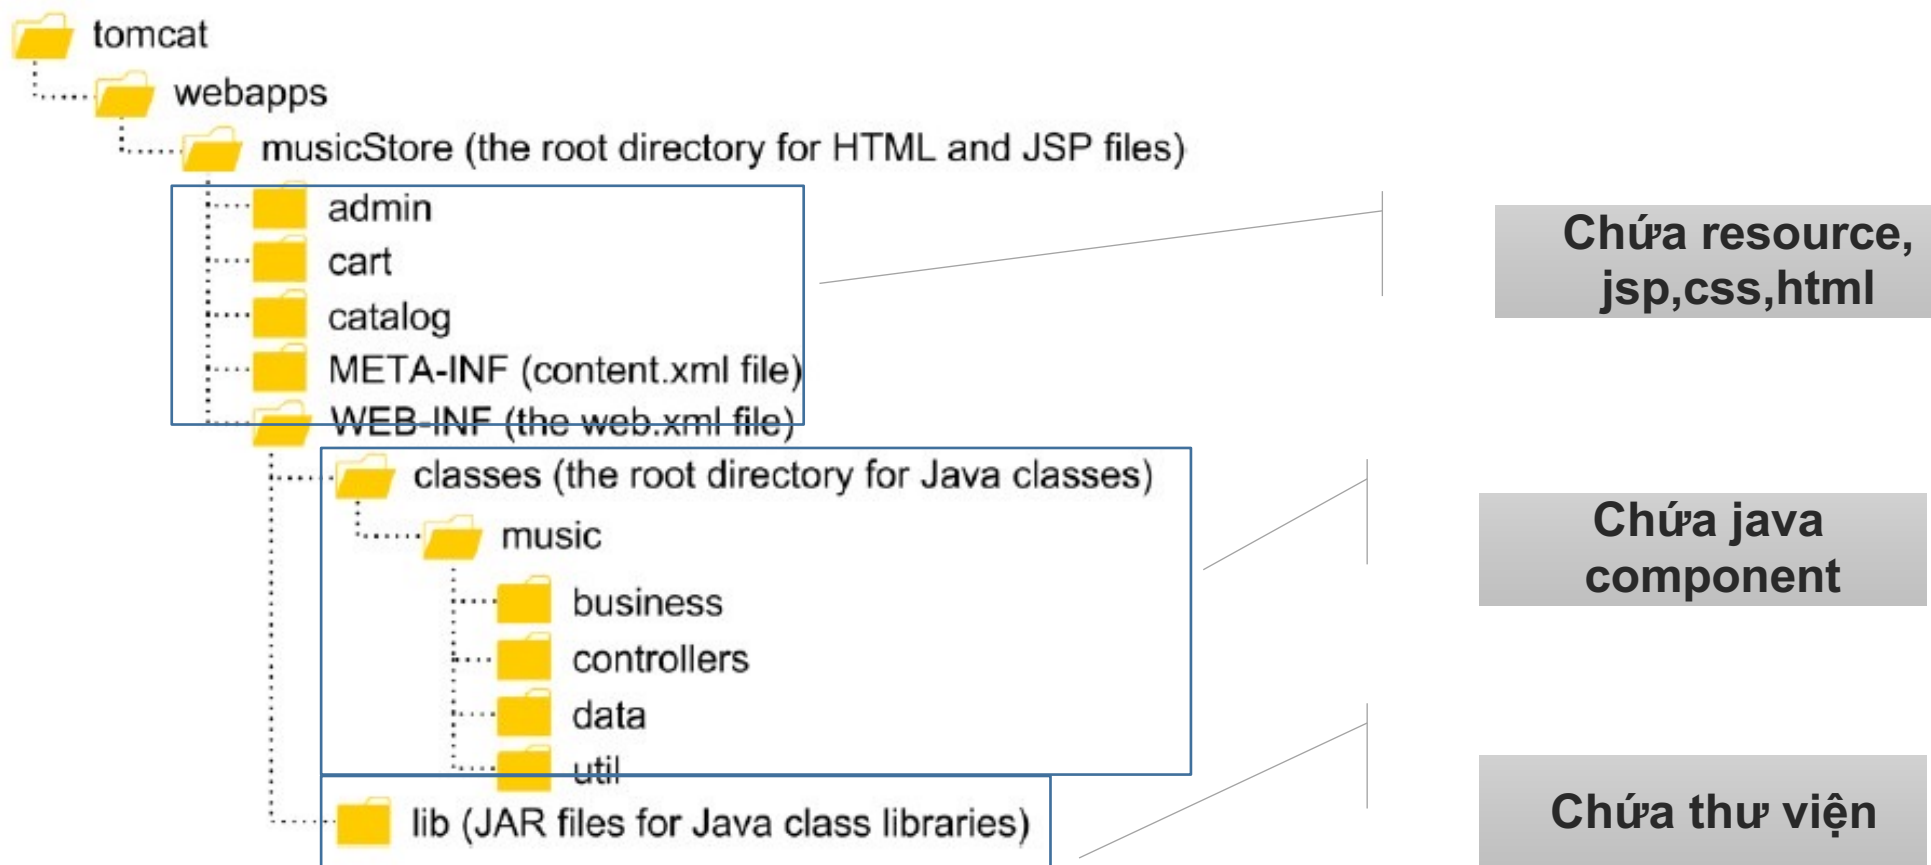 tomcat
webapps
musicStore (the root directory for HTML and JSP files)
admin
cart
catalog
META-INF (content.xml file)
WEB-INF (the web.xml file)
classes (the root directory for Java classes)
music
business
controllers
data
util
lib (JAR files for Java class libraries)
Chứa resource,
jsp,css,html
Chứa java
component
Chứa thư viện